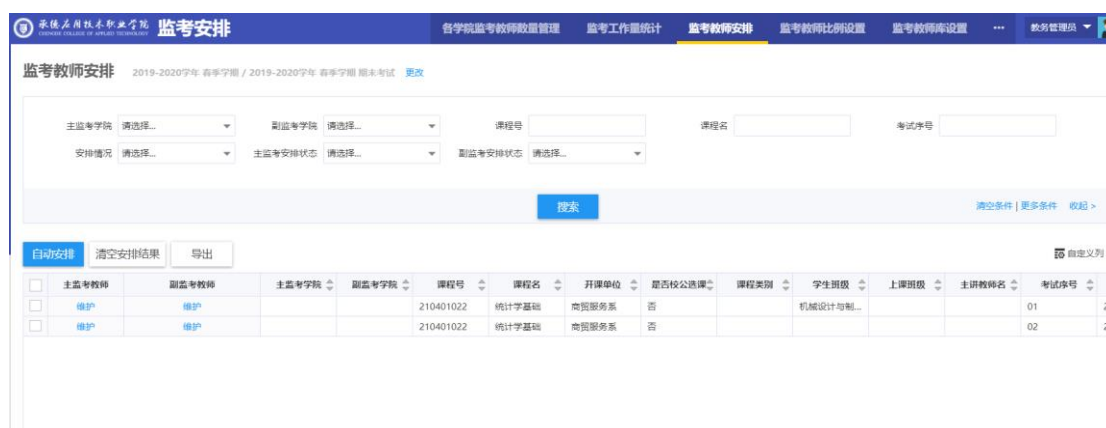 承德应用技术职业学院 监考安排 各学院监考教师数量管理 监考工作量统计 监考教师安排 监考教师比例设置 监考教师库设置 ··· 教务管理员
监考教师安排 2019-2020学年 春季学期 / 2019-2020学年 春季学期 期末考试 更改
主监考学院 请选择... 副监考学院 请选择... 课程号 课程名 考试序号
安排情况 请选择... 主监考安排状态 请选择... 副监考安排状态 请选择...
搜索 清空条件 | 更多条件 收起 >
自动安排 清空安排结果 导出 自定义列
主监考教师 副监考教师 主监考学院 副监考学院 课程号 课程名 开课单位 是否校公选课 课程类别 学生班级 上课班级 主讲教师名 考试序号
维护 维护 210401022 统计学基础 商贸服务系 否 机械设计与制... 01
维护 维护 210401022 统计学基础 商贸服务系 否 02